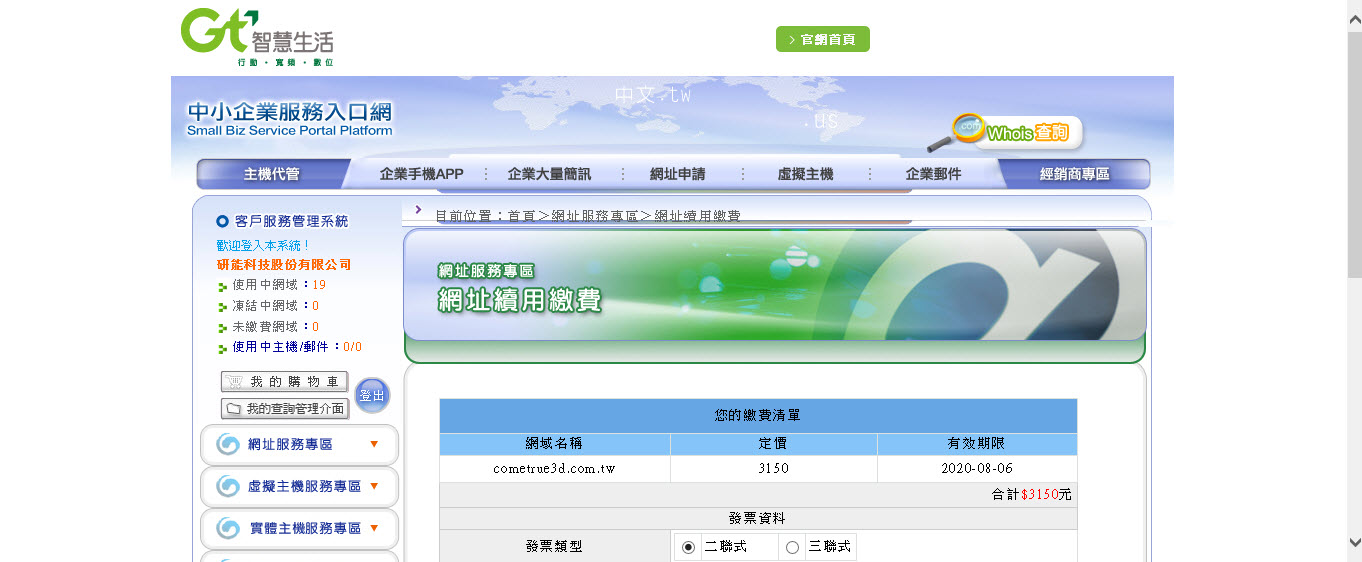 Gt智慧生活
行動・寬頻・數位
官網首頁
中文.tw
.us
中小企業服務入口網
Small Biz Service Portal Platform
.com
Whois查詢
主機代管
企業手機APP
企業大量簡訊
網址申請
虛擬主機
企業郵件
經銷商專區
客戶服務管理系統
歡迎登入本系統！
研能科技股份有限公司
使用中網域：19
凍結中網域：0
未繳費網域：0
使用中主機/郵件：0/0
我的購物車
我的查詢管理介面
登出
網址服務專區
虛擬主機服務專區
實體主機服務專區
目前位置：首頁＞網址服務專區＞網址續用繳費
網址服務專區
網址續用繳費
您的繳費清單
網域名稱 定價 有效期限
cometrue3d.com.tw 3150 2020-08-06
合計$3150元
發票資料
發票類型 二聯式 三聯式